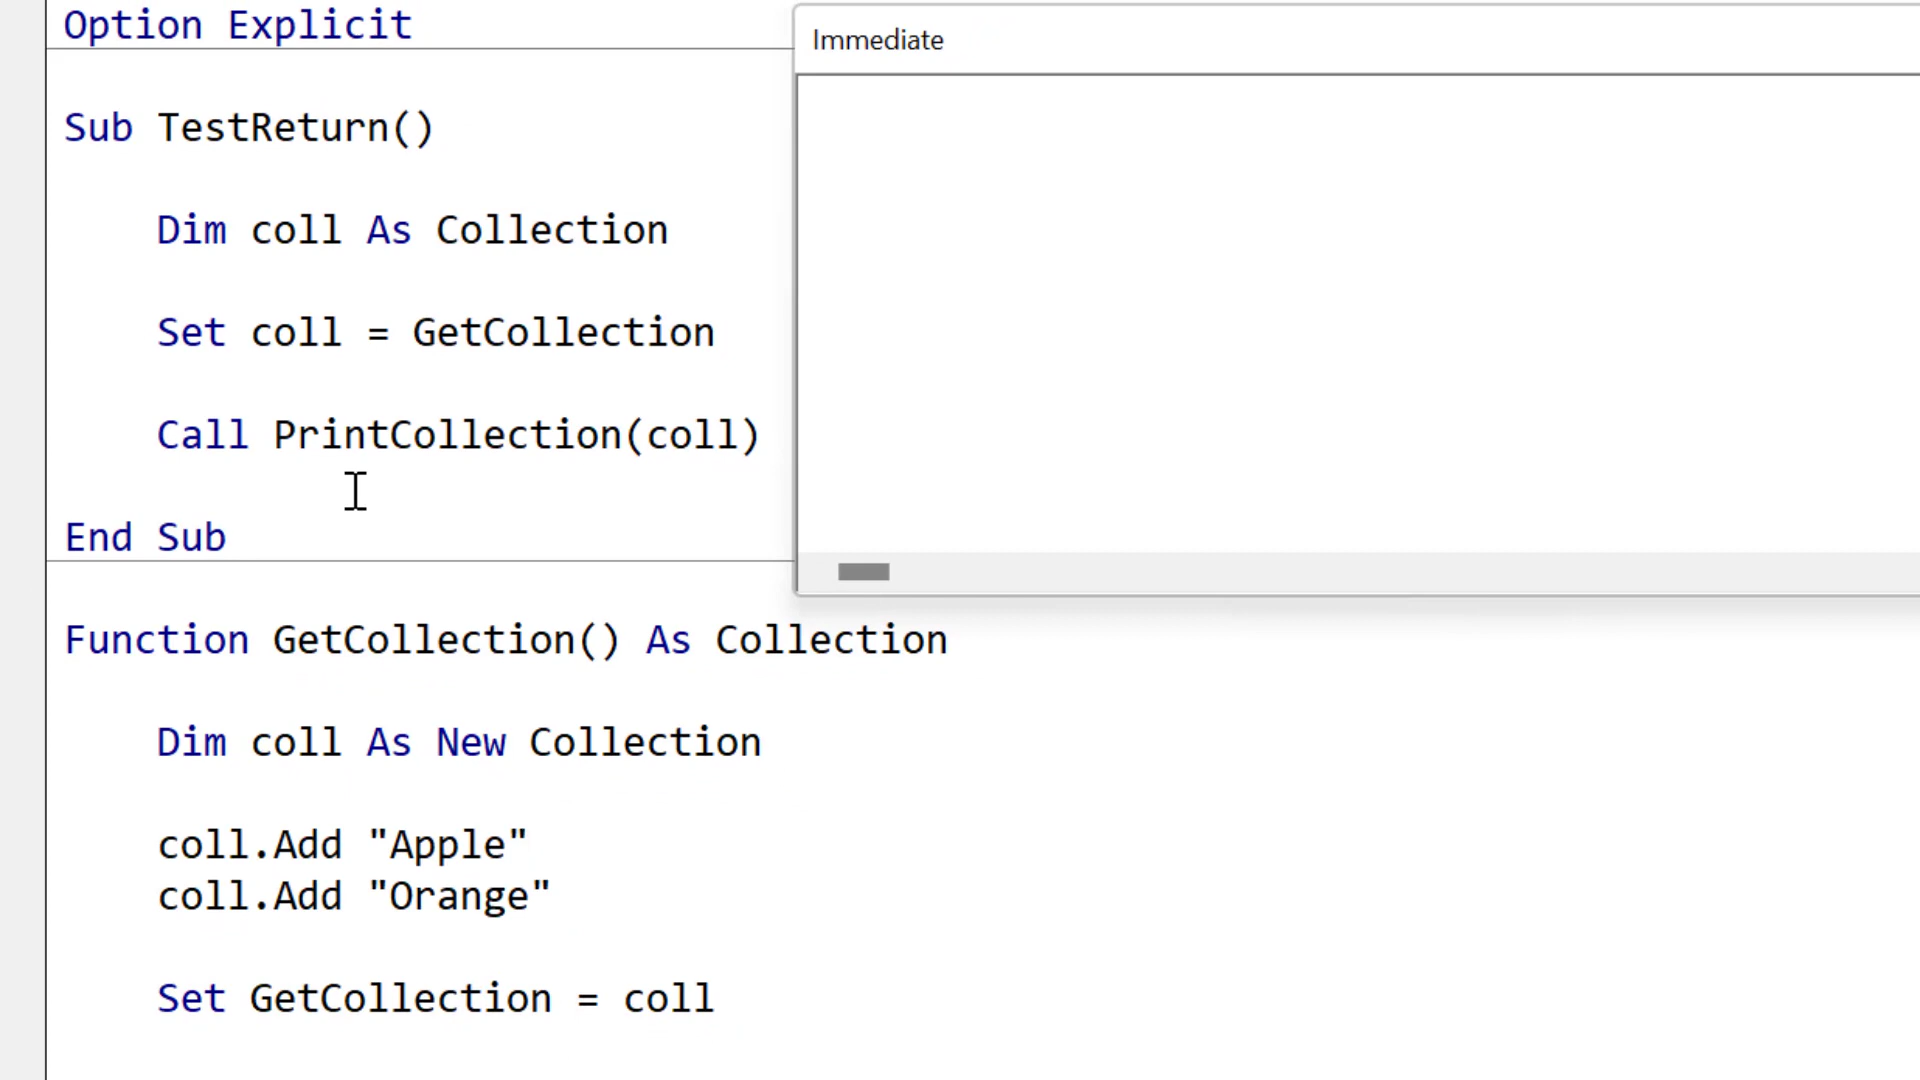 Option Explicit
Immediate
Sub TestReturn()
Dim coll As Collection
Set coll = GetCollection
Call PrintCollection(coll)
End Sub
Function GetCollection() As Collection
Dim coll As New Collection
coll.Add "Apple"
coll.Add "Orange"
Set GetCollection = coll